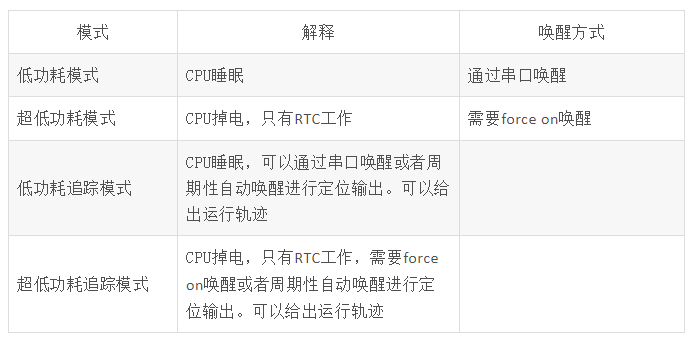 模式 解释 唤醒方式
低功耗模式 CPU睡眠 通过串口唤醒
超低功耗模式 CPU掉电，只有RTC工作 需要force on唤醒
低功耗追踪模式
CPU睡眠，可以通过串口唤醒或者周
期性自动唤醒进行定位输出。可以给
出运行轨迹
超低功耗追踪模式
CPU掉电，只有RTC工作，需要force
on唤醒或者周期性自动唤醒进行定
位输出。可以给出运行轨迹